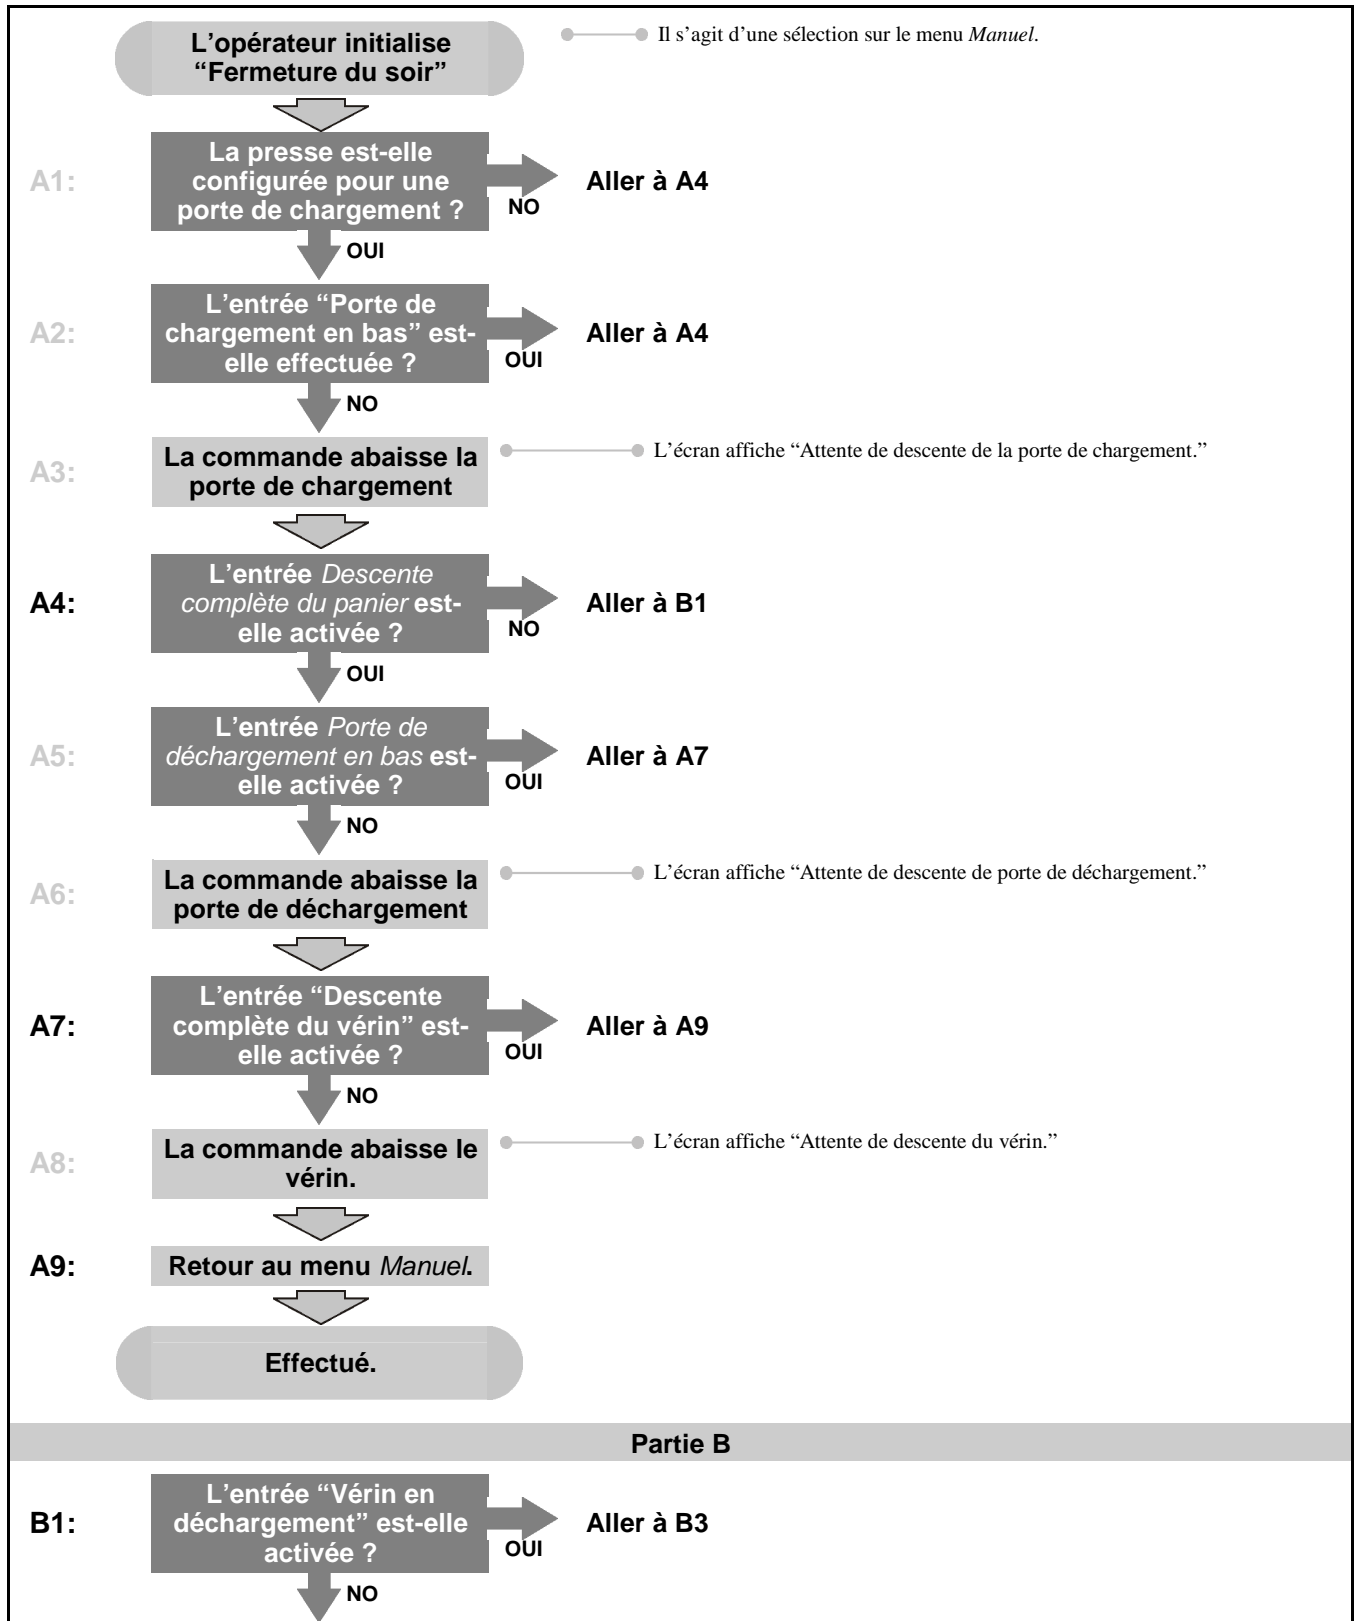 L’opérateur initialise
“Fermeture du soir”
Il s’agit d’une sélection sur le menu Manuel.
A1:
La presse est-elle
configurée pour une
porte de chargement ?
NO
Aller à A4
OUI
A2:
L’entrée “Porte de
chargement en bas” est-
elle effectuée ?
OUI
Aller à A4
NO
A3:
La commande abaisse la
porte de chargement
L’écran affiche “Attente de descente de la porte de chargement.”
A4:
L’entrée Descente
complète du panier est-
elle activée ?
NO
Aller à B1
OUI
A5:
L’entrée Porte de
déchargement en bas est-
elle activée ?
OUI
Aller à A7
NO
A6:
La commande abaisse la
porte de déchargement
L’écran affiche “Attente de descente de porte de déchargement.”
A7:
L’entrée “Descente
complète du vérin” est-
elle activée ?
OUI
Aller à A9
NO
A8:
La commande abaisse le
vérin.
L’écran affiche “Attente de descente du vérin.”
A9:
Retour au menu Manuel.
Effectué.
Partie B
B1:
L’entrée “Vérin en
déchargement” est-elle
activée ?
OUI
Aller à B3
NO